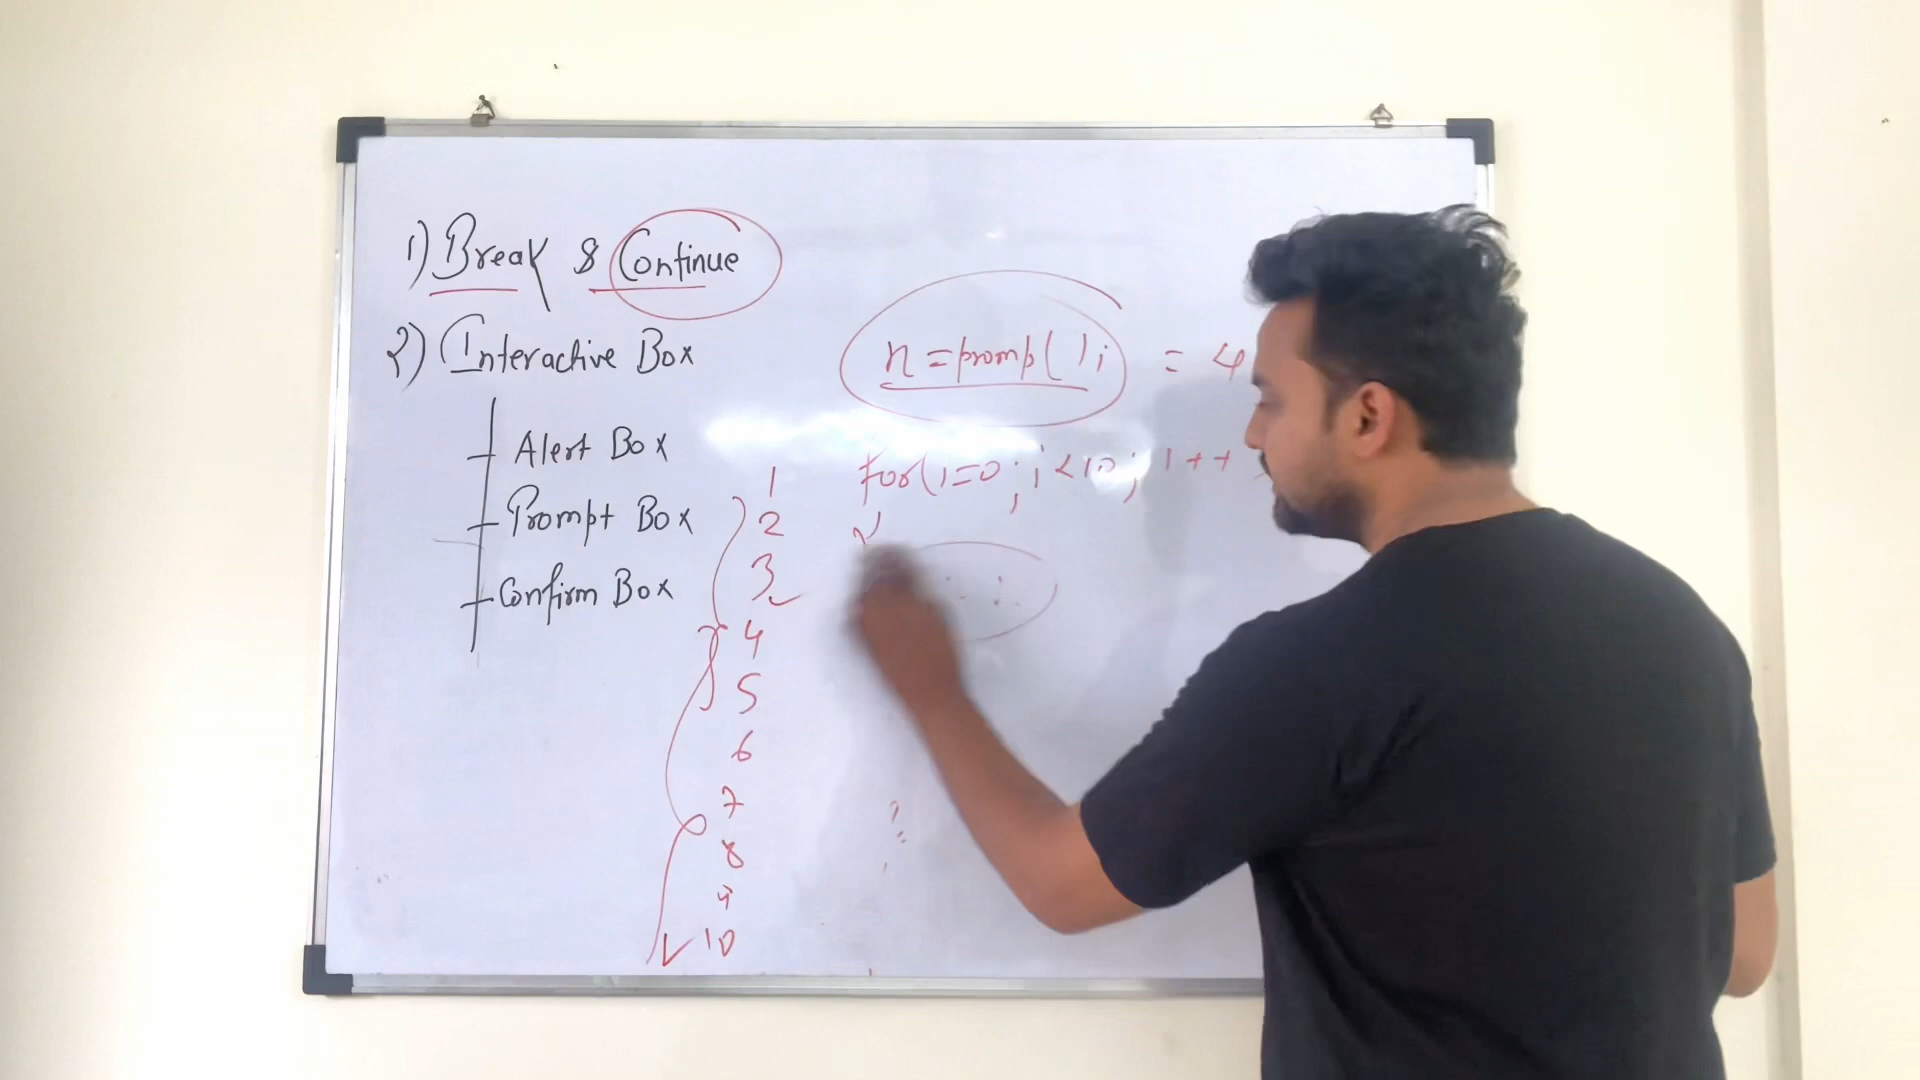 1) Break & Continue
2) Interactive Box
Alert Box
Prompt Box
Confirm Box
n = promp( ); = 4
for(i=0; i<10; i++
1
2
3
4
5
6
7
8
9
10